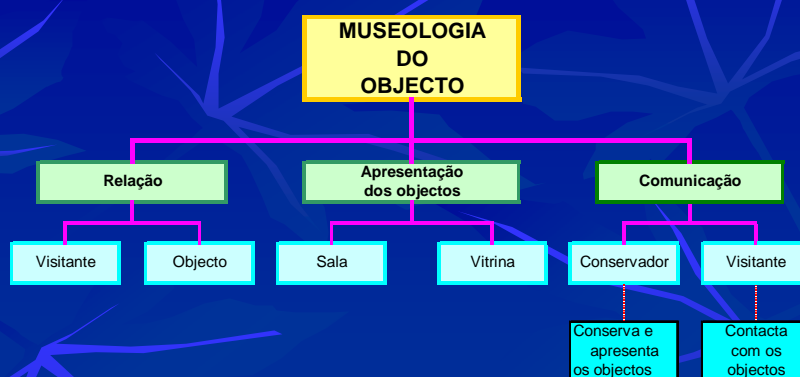 MUSEOLOGIA
DO
OBJECTO
Relação
Apresentação
dos objectos
Comunicação
Visitante
Objecto
Sala
Vitrina
Conservador
Visitante
Conserva e
apresenta
os objectos
Contacta
com os
objectos